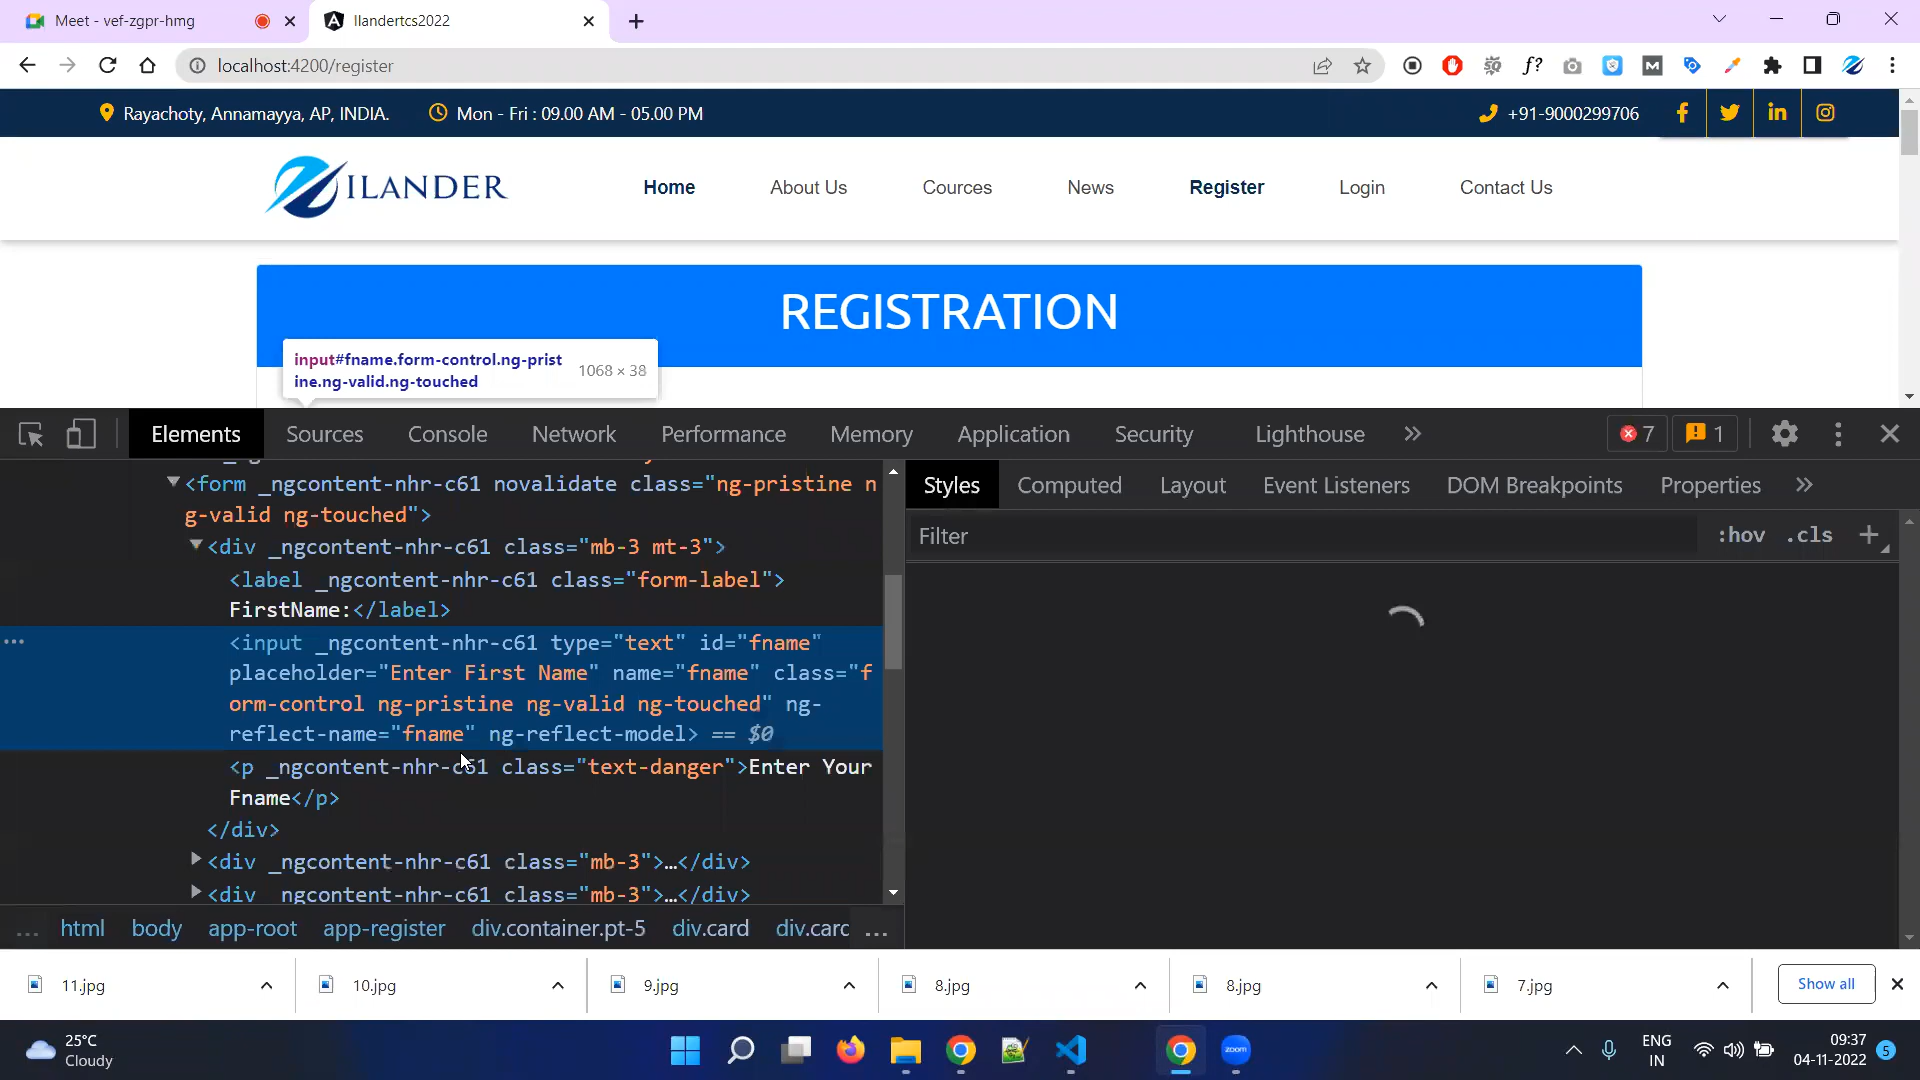 Meet - vef-zgpr-hmg
Ilandertcs2022
localhost:4200/register
f?
Rayachoty, Annamayya, AP, INDIA.
Mon - Fri : 09.00 AM - 05.00 PM
+91-9000299706
ILANDER
Home
About Us
Cources
News
Register
Login
Contact Us
REGISTRATION
input#fname.form-control.ng-prist
ine.ng-valid.ng-touched
1068 × 38
Elements
Sources
Console
Network
Performance
Memory
Application
Security
Lighthouse
7
1
<form _ngcontent-nhr-c61 novalidate class="ng-pristine n
g-valid ng-touched">
<div _ngcontent-nhr-c61 class="mb-3 mt-3">
<label _ngcontent-nhr-c61 class="form-label">
FirstName:</label>
<input _ngcontent-nhr-c61 type="text" id="fname"
placeholder="Enter First Name" name="fname" class="f
orm-control ng-pristine ng-valid ng-touched" ng-
reflect-name="fname" ng-reflect-model> == $0
<p _ngcontent-nhr-c61 class="text-danger">Enter Your
Fname</p>
</div>
<div _ngcontent-nhr-c61 class="mb-3">…</div>
<div _ngcontent-nhr-c61 class="mb-3">…</div>
Styles
Computed
Layout
Event Listeners
DOM Breakpoints
Properties
Filter
:hov
.cls
... html body app-root app-register div.container.pt-5 div.card div.card ...
11.jpg
10.jpg
9.jpg
8.jpg
8.jpg
7.jpg
Show all
25°C
Cloudy
zoom
ENG
IN
09:37
04-11-2022
5